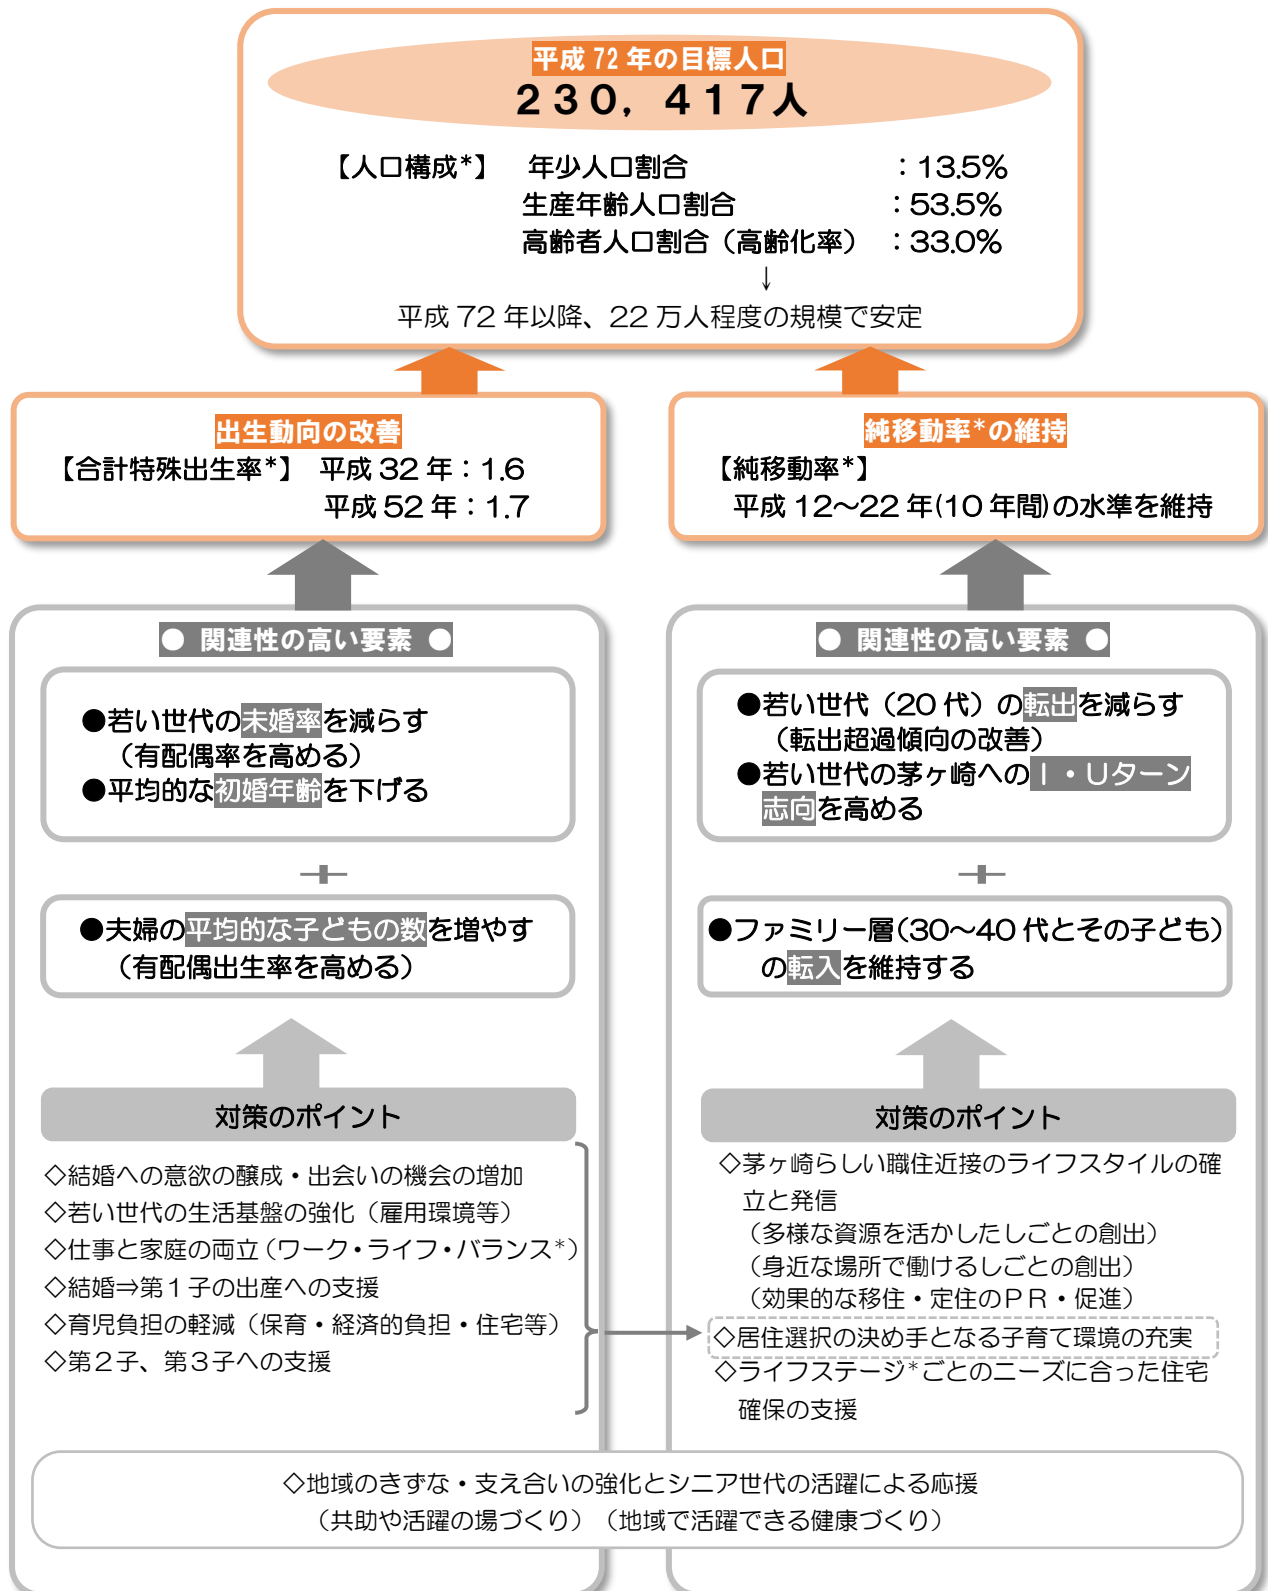 平成 72 年の目標人口
２３０，４１７人
【人口構成*】 年少人口割合 ：13.5%
生産年齢人口割合 ：53.5%
高齢者人口割合（高齢化率） ：33.0%
↓
平成 72 年以降、22 万人程度の規模で安定
出生動向の改善
【合計特殊出生率*】 平成 32 年：1.6
平成 52 年：1.7
純移動率*の維持
【純移動率*】
平成 12～22 年(10 年間)の水準を維持
● 関連性の高い要素 ●
●若い世代の未婚率を減らす
（有配偶率を高める）
●平均的な初婚年齢を下げる
●夫婦の平均的な子どもの数を増やす
（有配偶出生率を高める）
対策のポイント
◇結婚への意欲の醸成・出会いの機会の増加
◇若い世代の生活基盤の強化（雇用環境等）
◇仕事と家庭の両立（ワーク・ライフ・バランス*）
◇結婚⇒第１子の出産への支援
◇育児負担の軽減（保育・経済的負担・住宅等）
◇第２子、第３子への支援
● 関連性の高い要素 ●
●若い世代（20 代）の転出を減らす
（転出超過傾向の改善）
●若い世代の茅ヶ崎へのＩ・Ｕターン
志向を高める
●ファミリー層(30～40 代とその子ども)
の転入を維持する
対策のポイント
◇茅ヶ崎らしい職住近接のライフスタイルの確
立と発信
（多様な資源を活かしたしごとの創出）
（身近な場所で働けるしごとの創出）
（効果的な移住・定住のＰＲ・促進）
◇居住選択の決め手となる子育て環境の充実
◇ライフステージ*ごとのニーズに合った住宅
確保の支援
◇地域のきずな・支え合いの強化とシニア世代の活躍による応援
（共助や活躍の場づくり）（地域で活躍できる健康づくり）